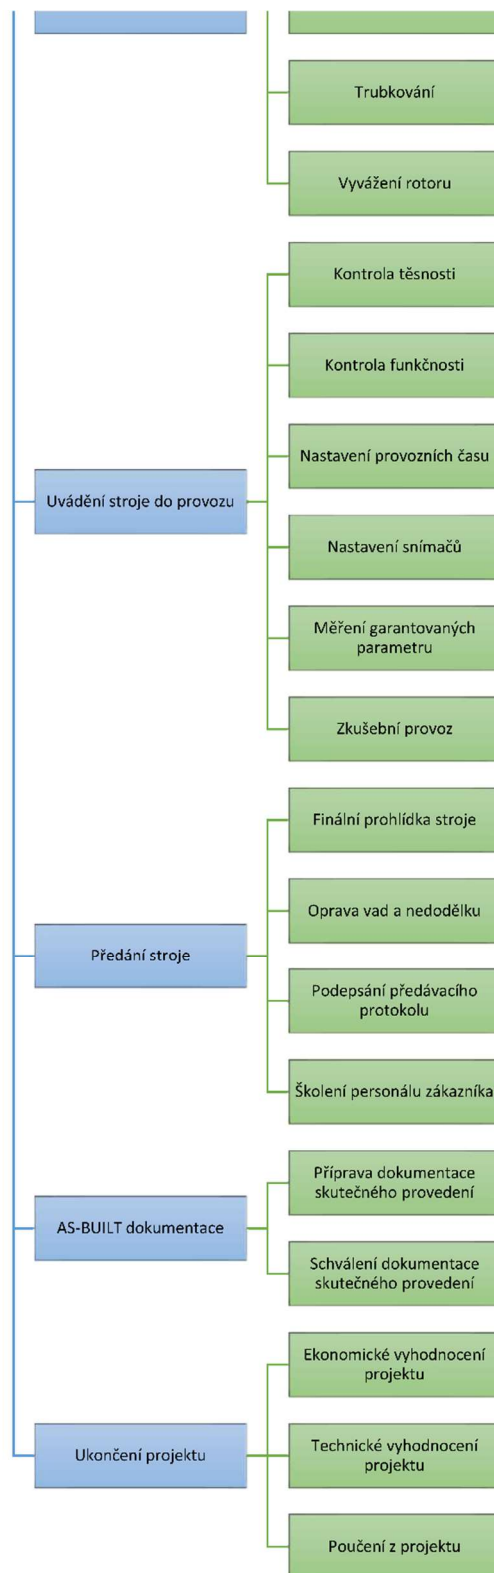 Trubkování
Vyvážení rotoru
Uvádění stroje do provozu
Kontrola těsnosti
Kontrola funkčnosti
Nastavení provozních času
Nastavení snímačů
Měření garantovaných
parametru
Zkušební provoz
Předání stroje
Finální prohlídka stroje
Oprava vad a nedodělku
Podepsání předávacího
protokolu
Školení personálu zákazníka
AS-BUILT dokumentace
Příprava dokumentace
skutečného provedení
Schválení dokumentace
skutečného provedení
Ukončení projektu
Ekonomické vyhodnocení
projektu
Technické vyhodnocení
projektu
Poučení z projektu